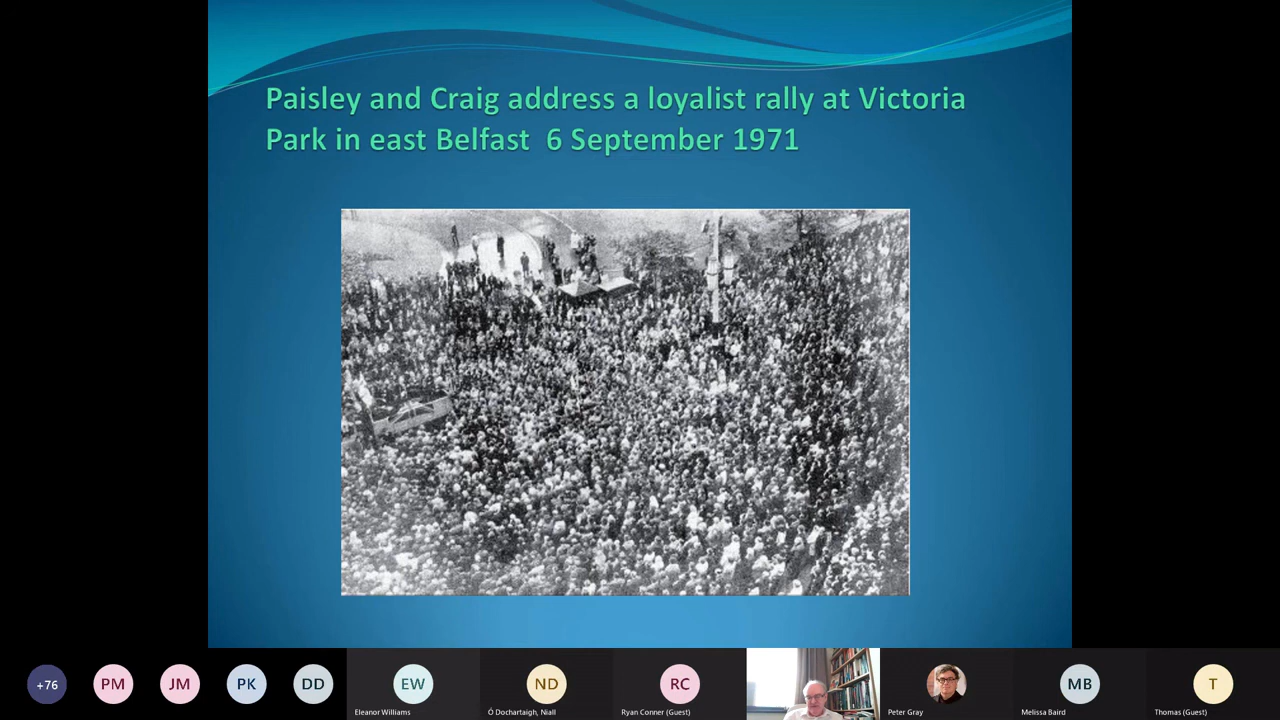 Paisley and Craig address a loyalist rally at Victoria
Park in east Belfast 6 September 1971
+76
PM
JM
PK
DD
EW
ND
RC
MB
T
Eleanor Williams
Ó Dochartaigh, Niall
Ryan Conner (Guest)
Peter Gray
Melissa Baird
Thomas (Guest)